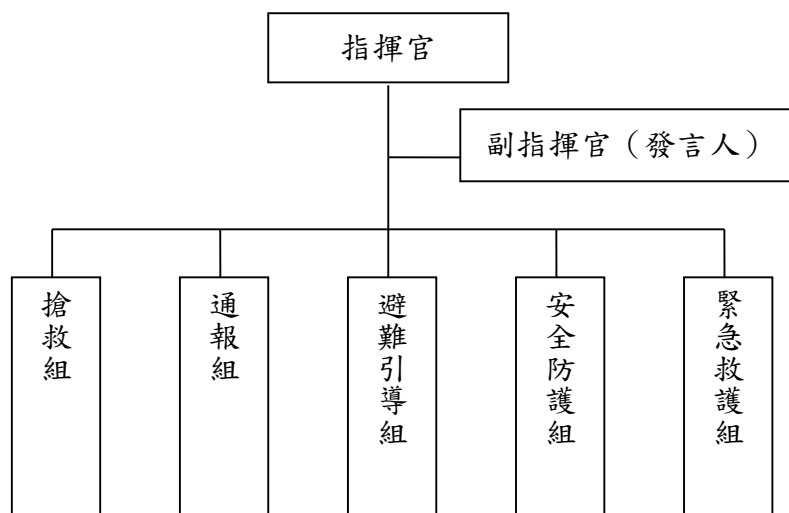 指揮官
副指揮官（發言人）
搶救組
通報組
避難引導組
安全防護組
緊急救護組